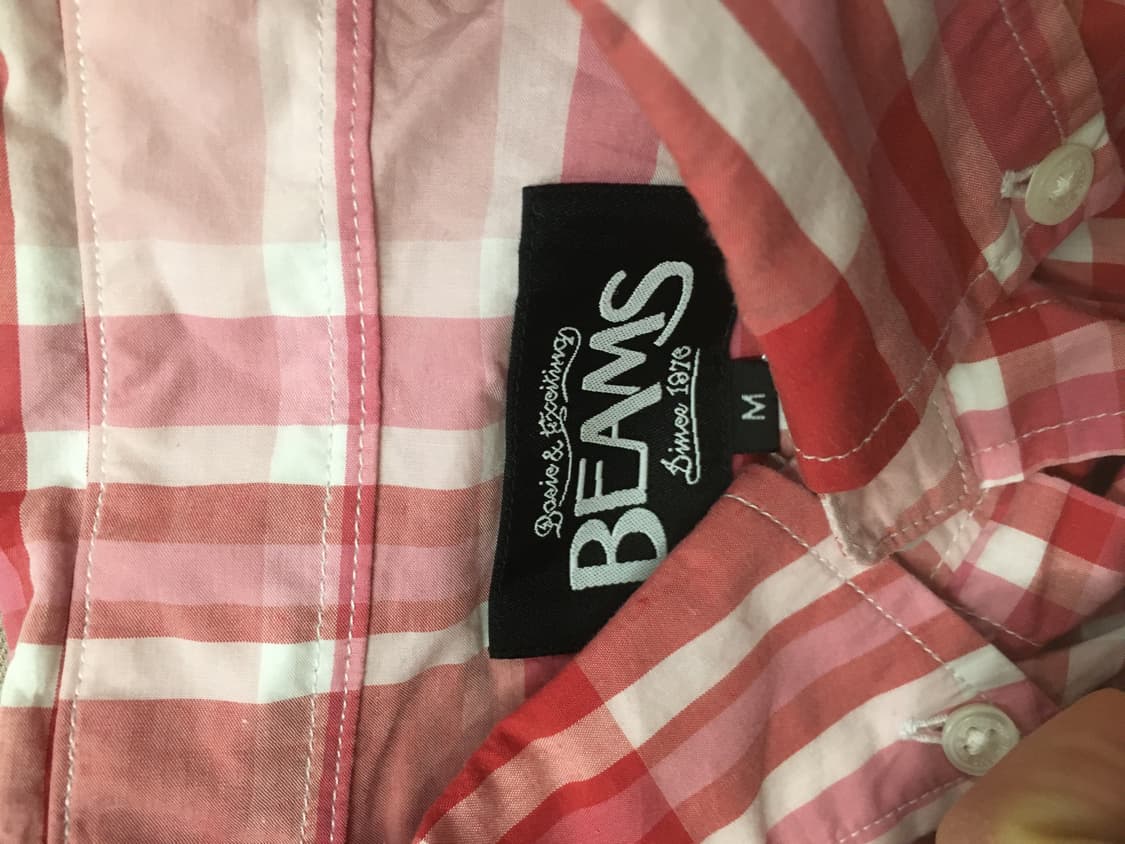 Basic & Exciting
BEAMS
Since 1976
M